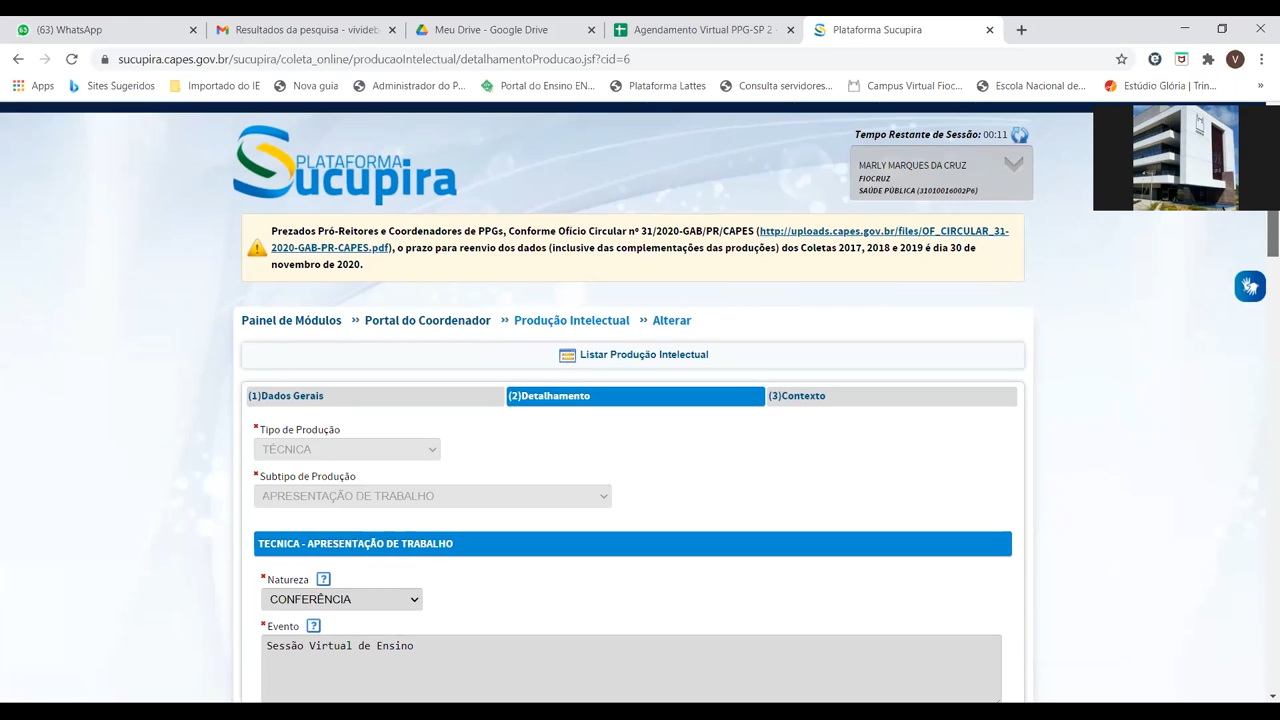 (63) WhatsApp
Resultados da pesquisa - vivideb
Meu Drive - Google Drive
Agendamento Virtual PPG-SP 2
Plataforma Sucupira
sucupira.capes.gov.br/sucupira/coleta_online/producaoIntelectual/detalhamentoProducao.jsf?cid=6
V
Apps
Sites Sugeridos
Importado do IE
Nova guia
Administrador do P...
Portal do Ensino EN...
Plataforma Lattes
Consulta servidores...
Campus Virtual Fioc...
Escola Nacional de...
Estúdio Glória | Trin...
»
PLATAFORMA
Sucupira
Tempo Restante de Sessão: 00:11
MARLY MARQUES DA CRUZ
FIOCRUZ
SAÚDE PÚBLICA (31010016002P6)
Prezados Pró-Reitores e Coordenadores de PPGs, Conforme Ofício Circular nº 31/2020-GAB/PR/CAPES (http://uploads.capes.gov.br/files/OF_CIRCULAR_31-
2020-GAB-PR-CAPES.pdf), o prazo para reenvio dos dados (inclusive das complementações das produções) dos Coletas 2017, 2018 e 2019 é dia 30 de
novembro de 2020.
Painel de Módulos » Portal do Coordenador » Produção Intelectual » Alterar
Listar Produção Intelectual
(1)Dados Gerais
(2)Detalhamento
(3)Contexto
Tipo de Produção
TÉCNICA
Subtipo de Produção
APRESENTAÇÃO DE TRABALHO
TECNICA - APRESENTAÇÃO DE TRABALHO
Natureza ?
CONFERÊNCIA
Evento ?
Sessão Virtual de Ensino